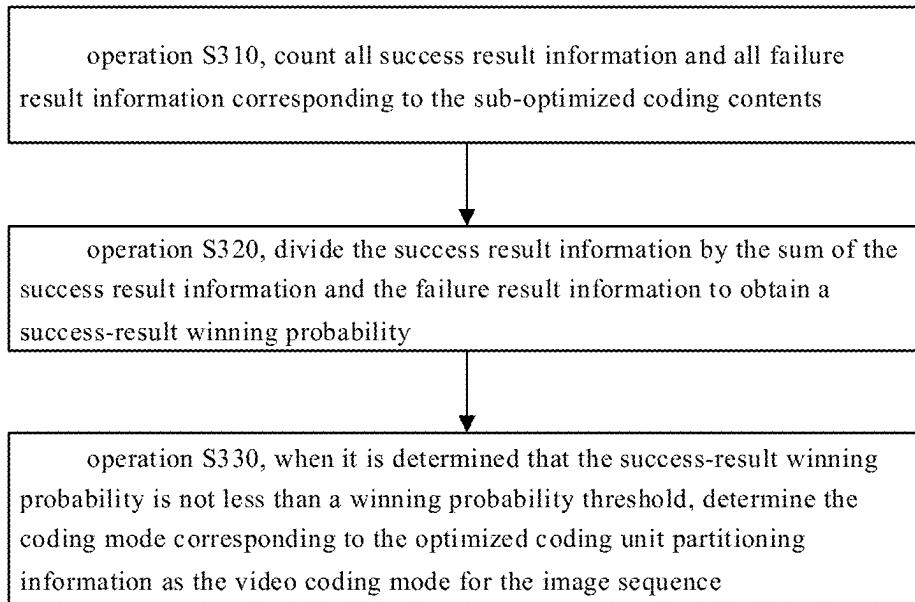 operation S310, count all success result information and all failure
result information corresponding to the sub-optimized coding contents
operation S320, divide the success result information by the sum of the
success result information and the failure result information to obtain a
success-result winning probability
operation S330, when it is determined that the success-result winning
probability is not less than a winning probability threshold, determine the
coding mode corresponding to the optimized coding unit partitioning
information as the video coding mode for the image sequence